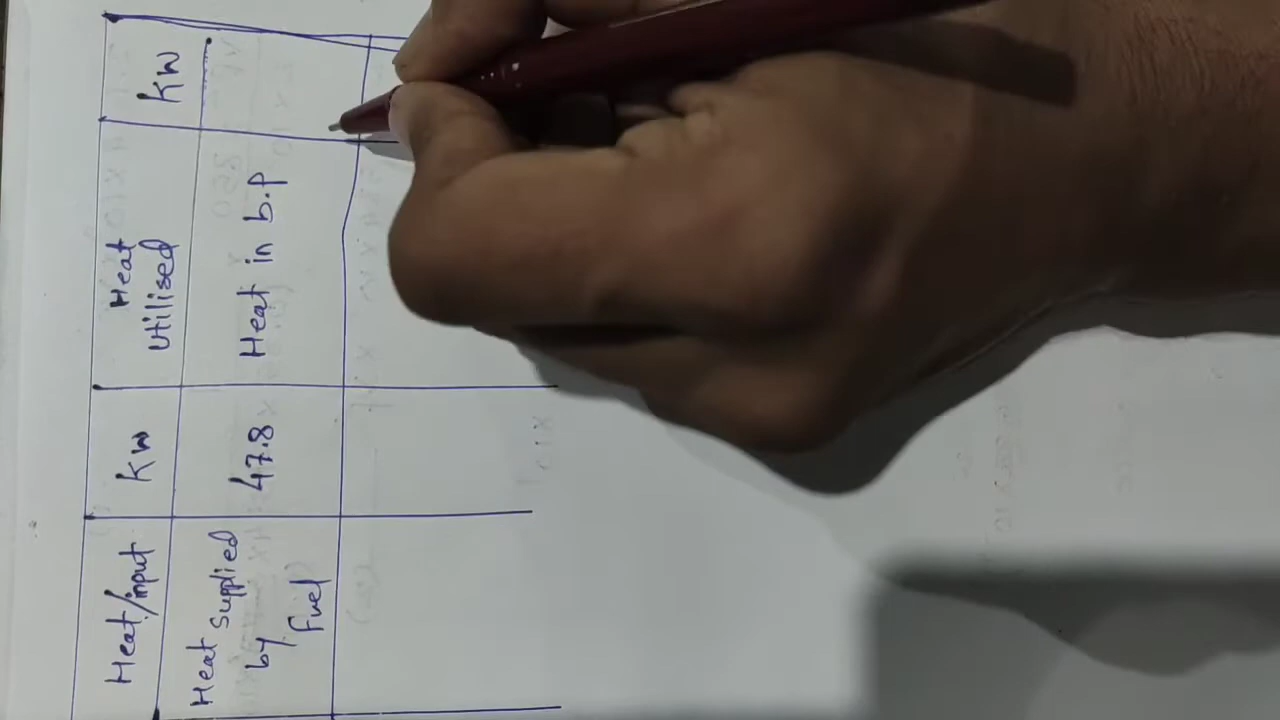 Heat/input
KW
Heat
Utilised
KW
Heat supplied
by
Fuel
47.8
Heat in b.p